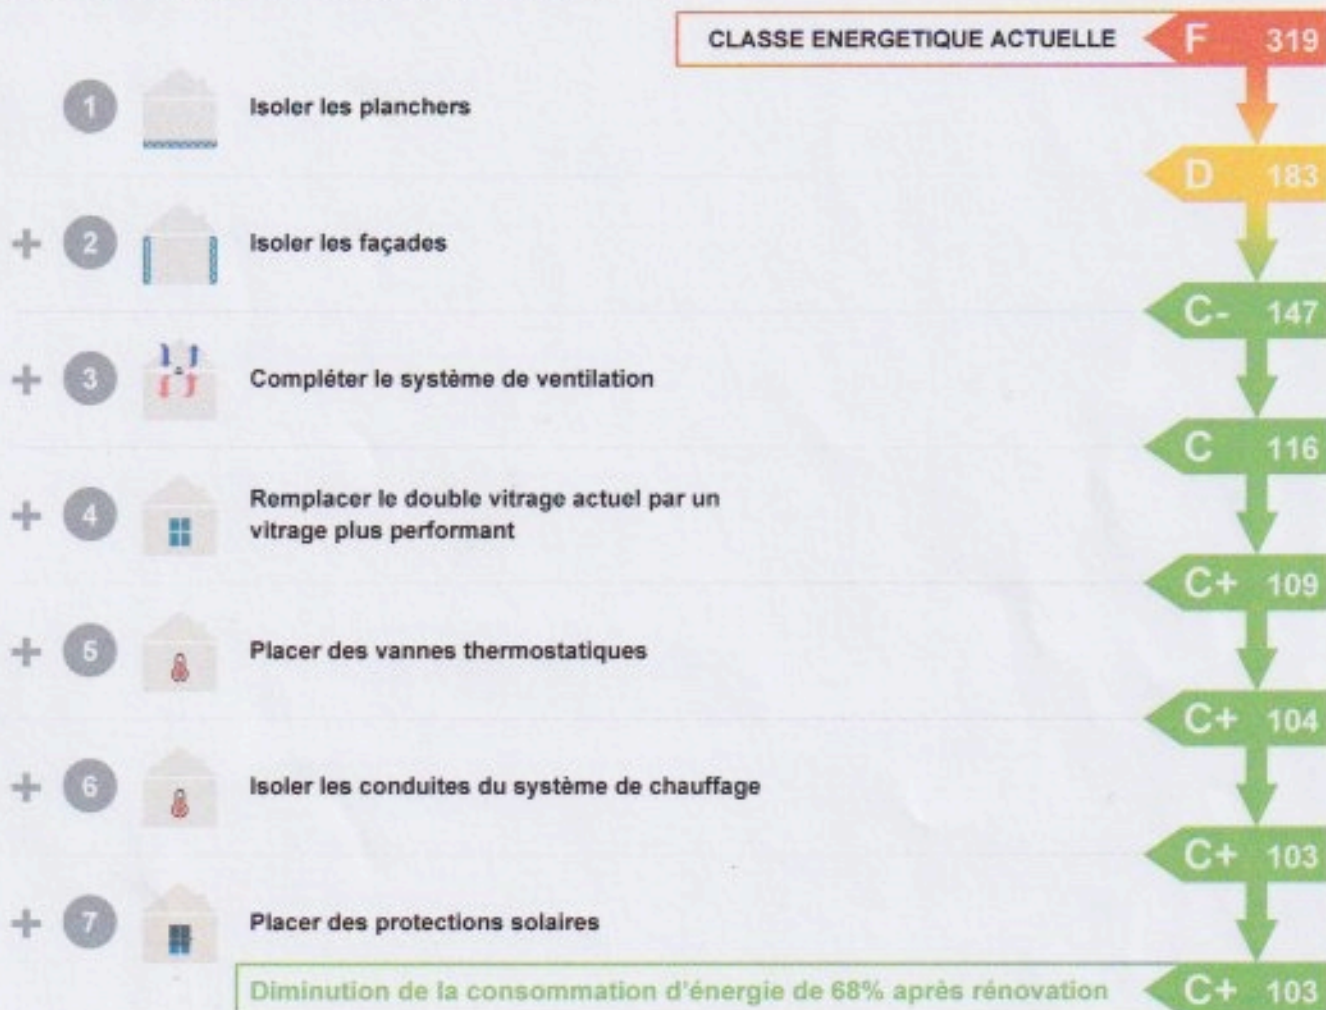 CLASSE ENERGETIQUE ACTUELLE F 319
1 Isoler les planchers
D 183
+ 2 Isoler les façades
C- 147
+ 3 Compléter le système de ventilation
C 116
+ 4 Remplacer le double vitrage actuel par un
vitrage plus performant
C+ 109
+ 5 Placer des vannes thermostatiques
C+ 104
+ 6 Isoler les conduites du système de chauffage
C+ 103
+ 7 Placer des protections solaires
Diminution de la consommation d'énergie de 68% après rénovation C+ 103